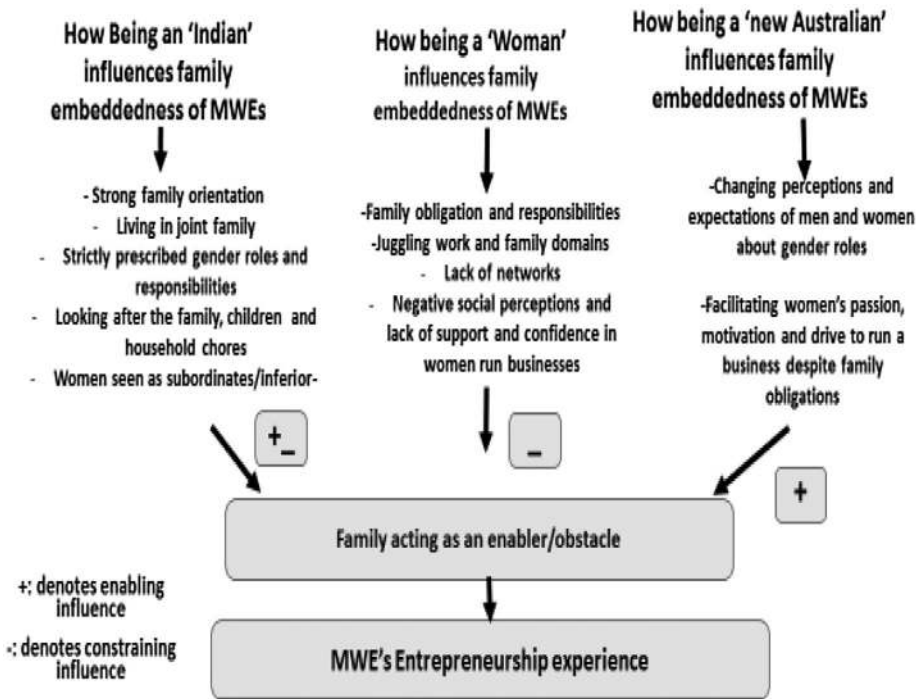 How Being an ‘Indian’
influences family
embeddedness of MWEs
- Strong family orientation
- Living in joint family
- Strictly prescribed gender roles and
responsibilities
- Looking after the family, children and
household chores
- Women seen as subordinates/inferior-
+_
How being a ‘Woman’
influences family
embeddedness of MWEs
-Family obligation and responsibilities
-Juggling work and family domains
- Lack of networks
- Negative social perceptions and
lack of support and confidence in
women run businesses
_
How being a ‘new Australian’
influences family
embeddedness of MWEs
-Changing perceptions and
expectations of men and women
about gender roles
-Facilitating women’s passion,
motivation and drive to run a
business despite family
obligations
+
Family acting as an enabler/obstacle
MWE’s Entrepreneurship experience
+: denotes enabling
influence
-: denotes constraining
influence